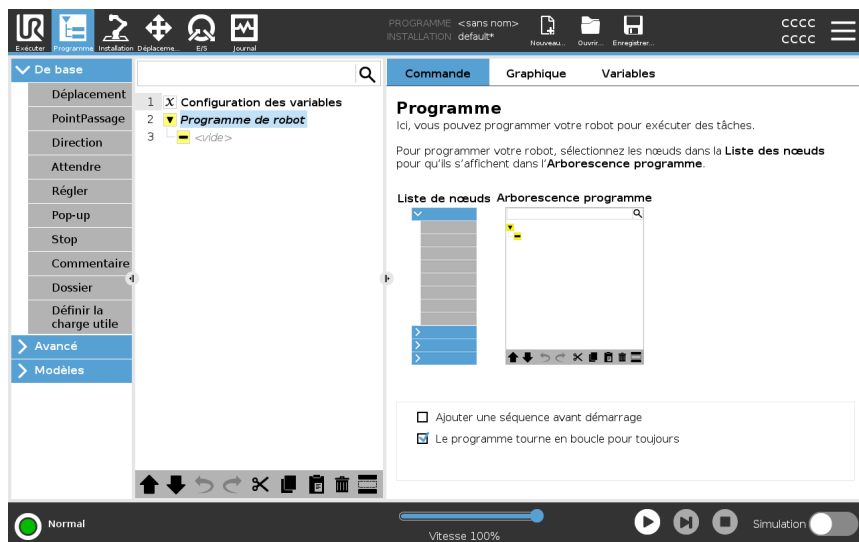 PROGRAMME <sans nom>
INSTALLATION default*
CCCC
CCCC
Exécuter
Programme
Installation
Déplaceme...
E/S
Journal
Nouveau...
Ouvrir...
Enregistrer...
De base
Déplacement
PointPassage
Direction
Attendre
Régler
Pop-up
Stop
Commentaire
Dossier
Définir la
charge utile
Avancé
Modèles
1 X Configuration des variables
2 Programme de robot
3 <vide>
Commande
Graphique
Variables
Programme
Ici, vous pouvez programmer votre robot pour exécuter des tâches.
Pour programmer votre robot, sélectionnez les nœuds dans la Liste des nœuds
pour qu'ils s'affichent dans l'Arborescence programme.
Liste de nœuds
Arborescence programme
Ajouter une séquence avant démarrage
Le programme tourne en boucle pour toujours
Normal
Vitesse 100%
Simulation